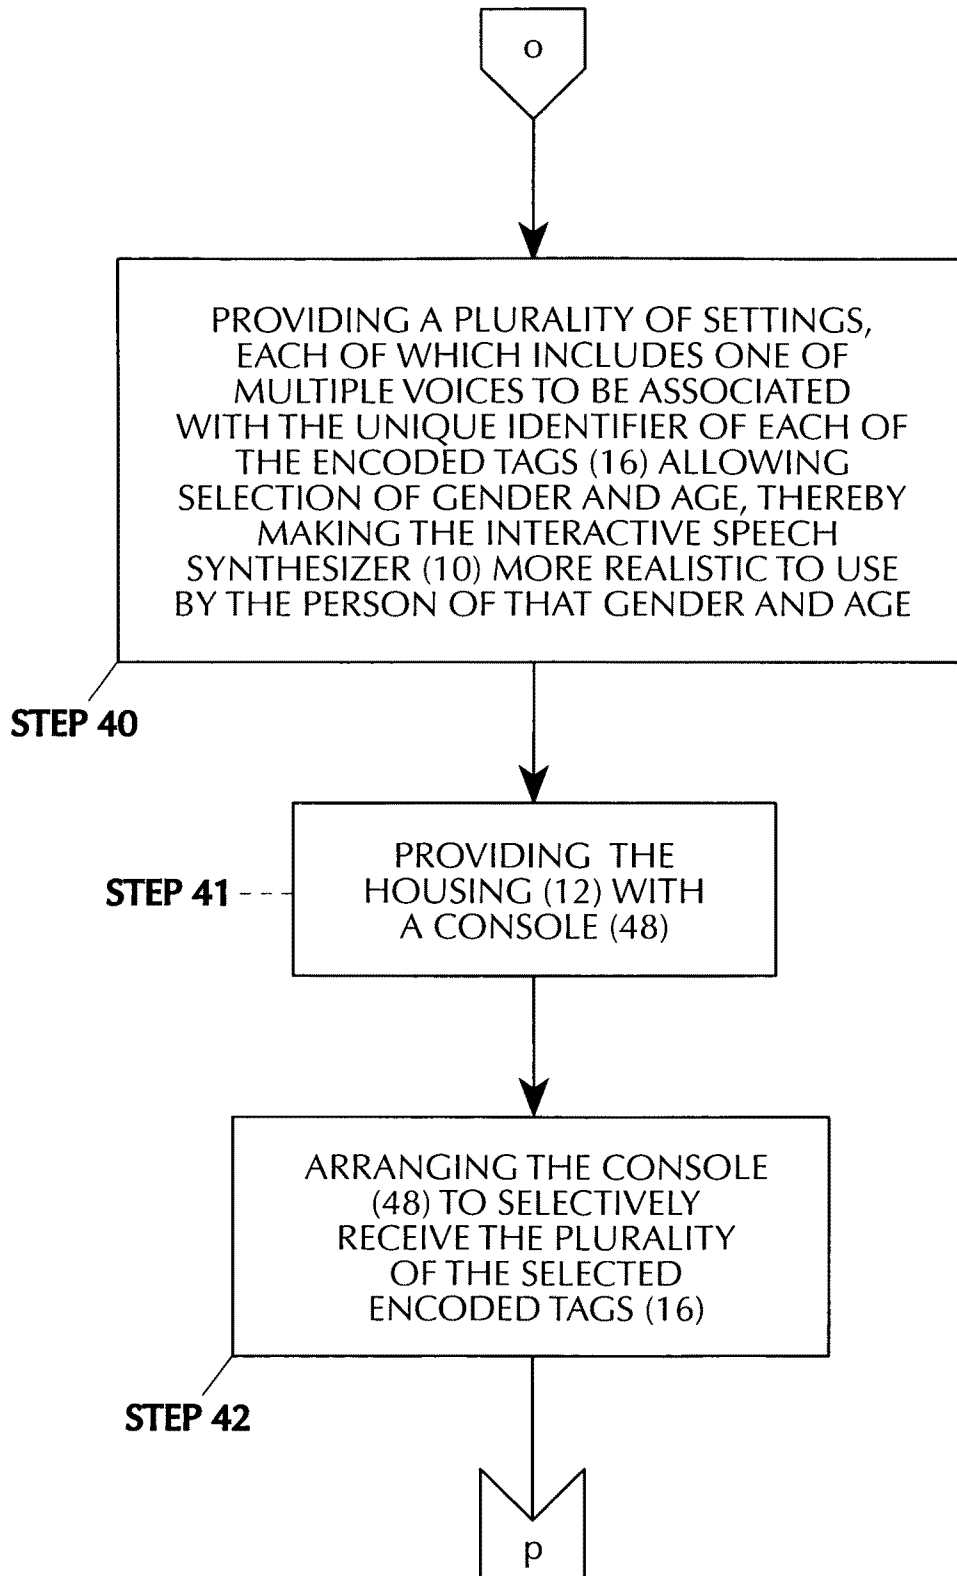 o
PROVIDING A PLURALITY OF SETTINGS,
EACH OF WHICH INCLUDES ONE OF
MULTIPLE VOICES TO BE ASSOCIATED
WITH THE UNIQUE IDENTIFIER OF EACH OF
THE ENCODED TAGS (16) ALLOWING
SELECTION OF GENDER AND AGE, THEREBY
MAKING THE INTERACTIVE SPEECH
SYNTHESIZER (10) MORE REALISTIC TO USE
BY THE PERSON OF THAT GENDER AND AGE
STEP 40
PROVIDING THE
HOUSING (12) WITH
A CONSOLE (48)
STEP 41
ARRANGING THE CONSOLE
(48) TO SELECTIVELY
RECEIVE THE PLURALITY
OF THE SELECTED
ENCODED TAGS (16)
STEP 42
p